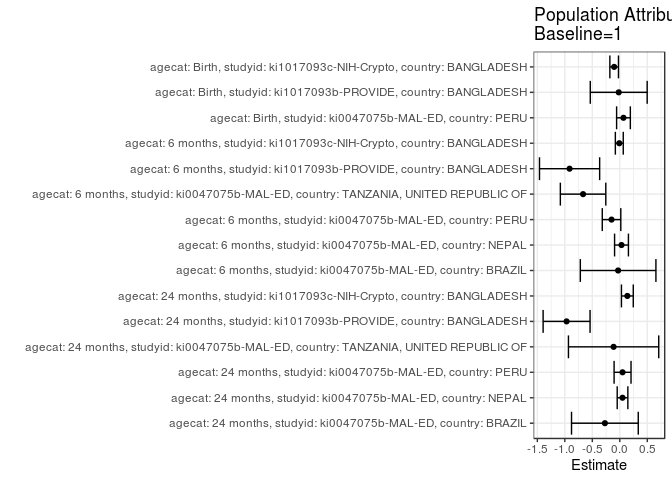 Population Attribu
Baseline=1
agecat: Birth, studyid: ki1017093c-NIH-Crypto, country: BANGLADESH
agecat: Birth, studyid: ki1017093b-PROVIDE, country: BANGLADESH
agecat: Birth, studyid: ki0047075b-MAL-ED, country: PERU
agecat: 6 months, studyid: ki1017093c-NIH-Crypto, country: BANGLADESH
agecat: 6 months, studyid: ki1017093b-PROVIDE, country: BANGLADESH
agecat: 6 months, studyid: ki0047075b-MAL-ED, country: TANZANIA, UNITED REPUBLIC OF
agecat: 6 months, studyid: ki0047075b-MAL-ED, country: PERU
agecat: 6 months, studyid: ki0047075b-MAL-ED, country: NEPAL
agecat: 6 months, studyid: ki0047075b-MAL-ED, country: BRAZIL
agecat: 24 months, studyid: ki1017093c-NIH-Crypto, country: BANGLADESH
agecat: 24 months, studyid: ki1017093b-PROVIDE, country: BANGLADESH
agecat: 24 months, studyid: ki0047075b-MAL-ED, country: TANZANIA, UNITED REPUBLIC OF
agecat: 24 months, studyid: ki0047075b-MAL-ED, country: PERU
agecat: 24 months, studyid: ki0047075b-MAL-ED, country: NEPAL
agecat: 24 months, studyid: ki0047075b-MAL-ED, country: BRAZIL
-1.5 -1.0 -0.5 0.0 0.5
Estimate